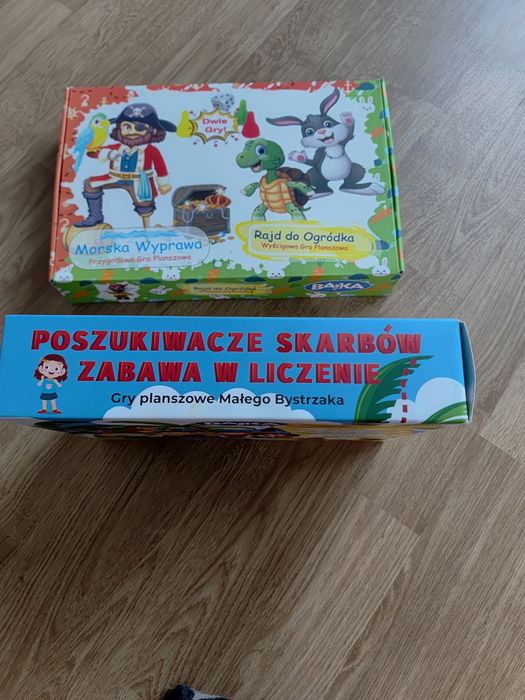 Dwie
Gry!
Morska Wyprawa
Przygodowa Gra Planszowa
Rajd do Ogródka
Wyścigowa Gra Planszowa
Rajd do Ogródka
BAJKA
POSZUKIWACZE SKARBÓW
ZABAWA W LICZENIE
Gry planszowe Małego Bystrzaka